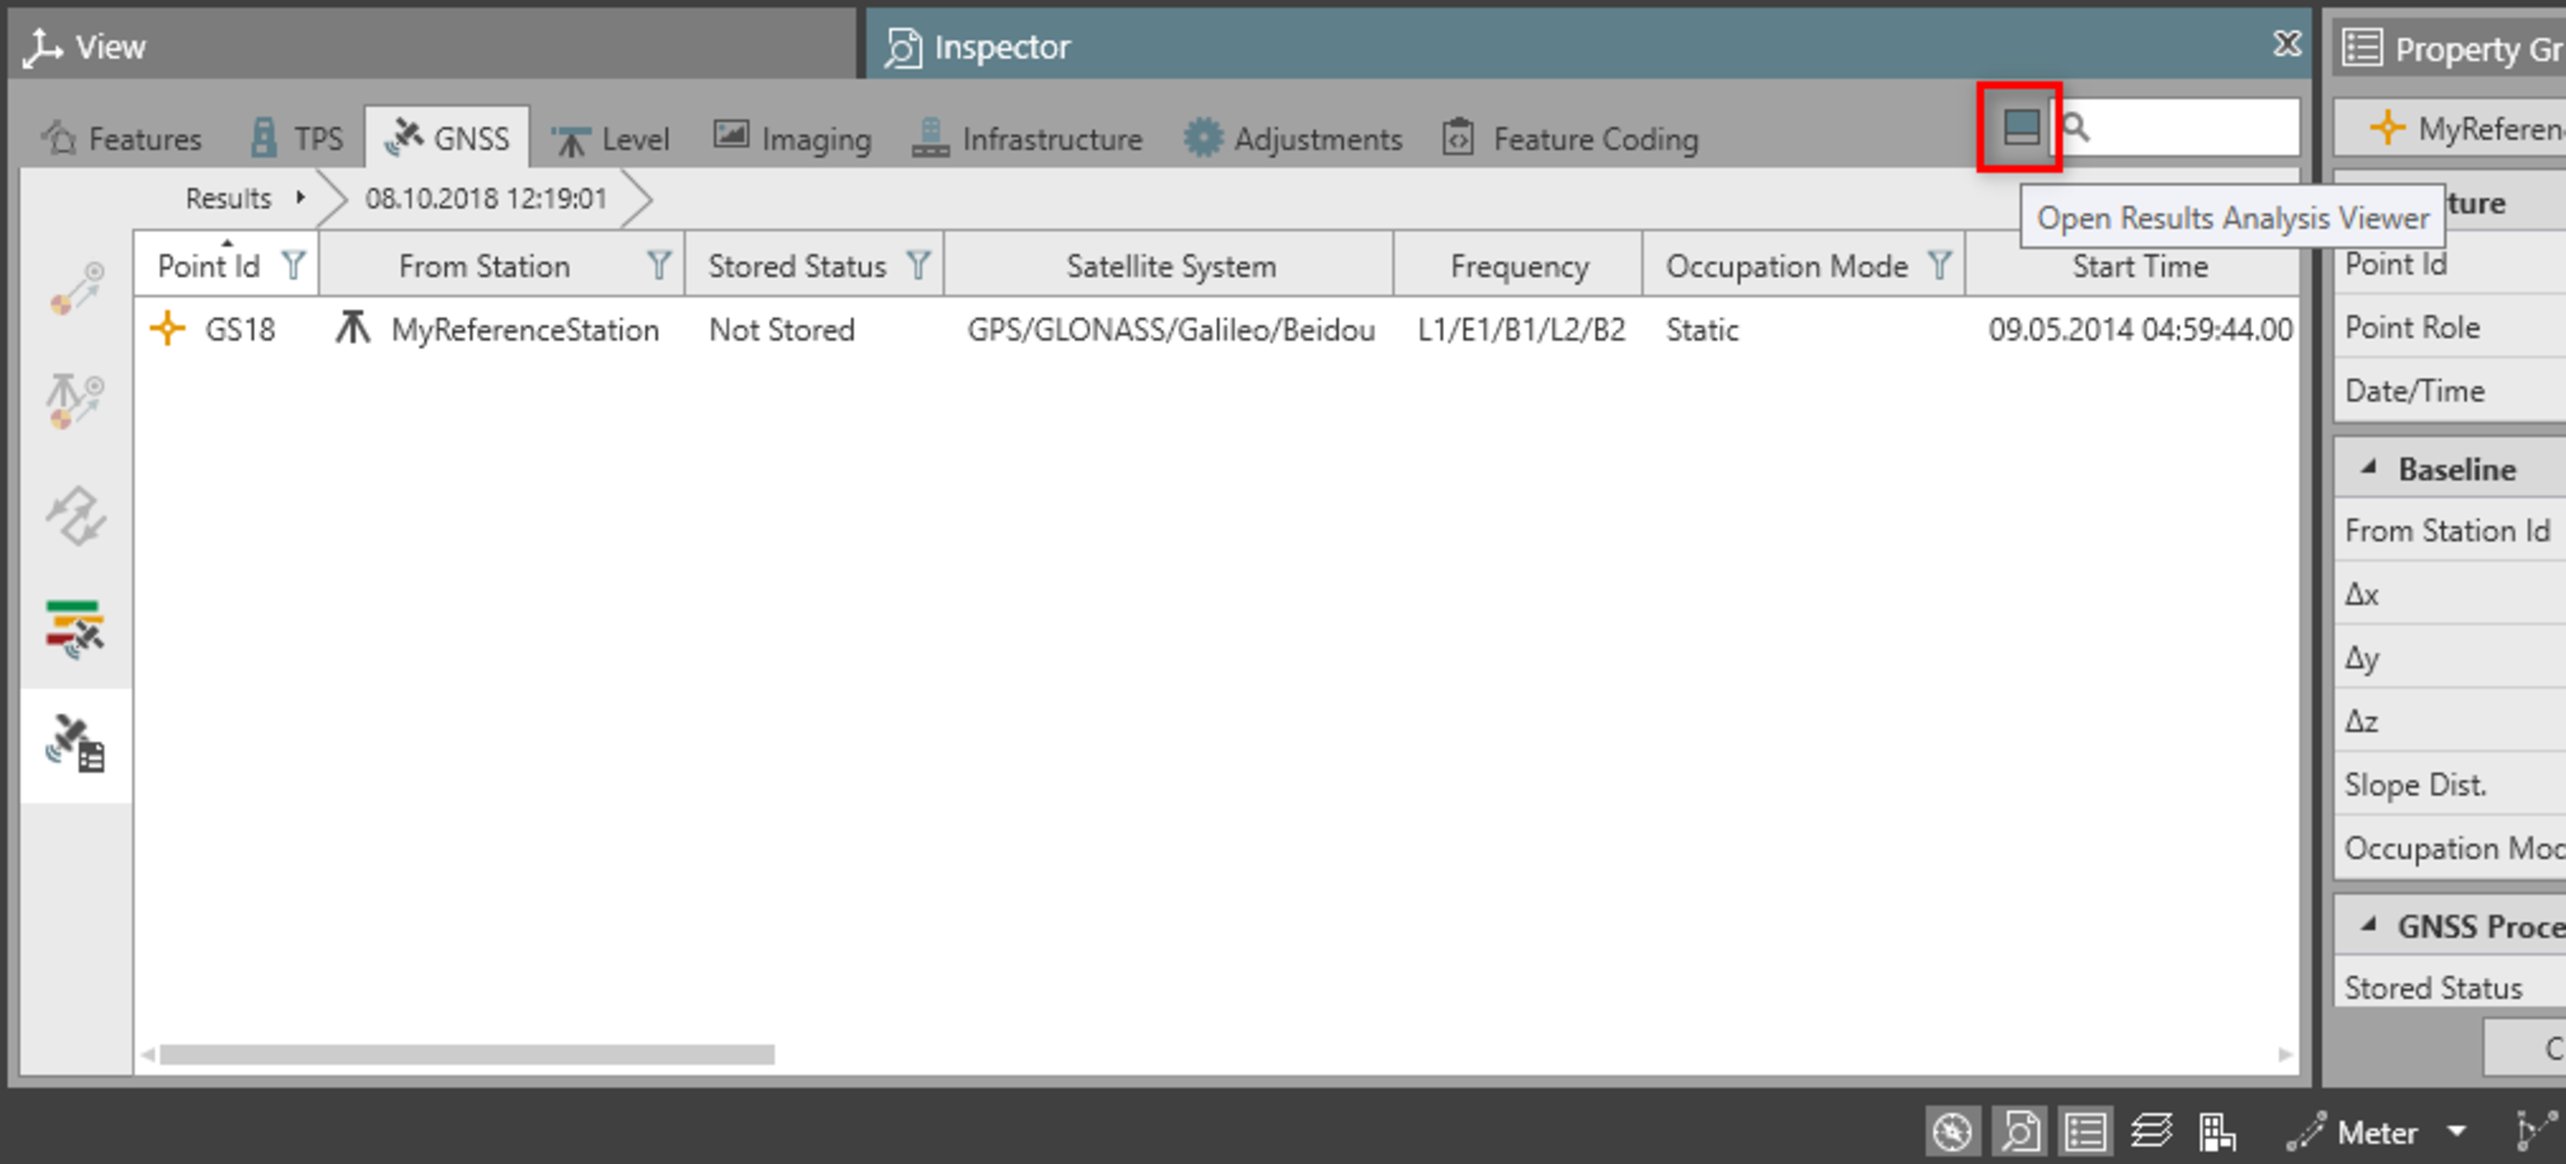 View
Inspector
Property Gr
Features TPS GNSS Level Imaging Infrastructure Adjustments Feature Coding
MyReferen
Results 08.10.2018 12:19:01
Open Results Analysis Viewer
ture
Point Id From Station Stored Status Satellite System Frequency Occupation Mode Start Time
GS18 MyReferenceStation Not Stored GPS/GLONASS/Galileo/Beidou L1/E1/B1/L2/B2 Static 09.05.2014 04:59:44.00
Point Id
Point Role
Date/Time
Baseline
From Station Id
Δx
Δy
Δz
Slope Dist.
Occupation Mod
GNSS Proce
Stored Status
C
Meter